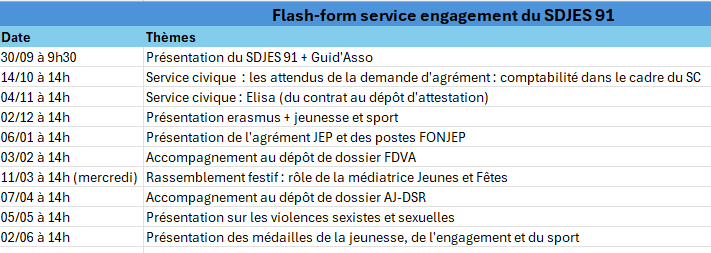 Flash-form service engagement du SDJES 91
Date Thèmes
30/09 à 9h30 Présentation du SDJES 91 + Guid'Asso
14/10 à 14h Service civique : les attendus de la demande d'agrément : comptabilité dans le cadre du SC
04/11 à 14h Service civique : Elisa (du contrat au dépôt d'attestation)
02/12 à 14h Présentation erasmus + jeunesse et sport
06/01 à 14h Présentation de l'agrément JEP et des postes FONJEP
03/02 à 14h Accompagnement au dépôt de dossier FDVA
11/03 à 14h (mercredi) Rassemblement festif : rôle de la médiatrice Jeunes et Fêtes
07/04 à 14h Accompagnement au dépôt de dossier AJ-DSR
05/05 à 14h Présentation sur les violences sexistes et sexuelles
02/06 à 14h Présentation des médailles de la jeunesse, de l'engagement et du sport